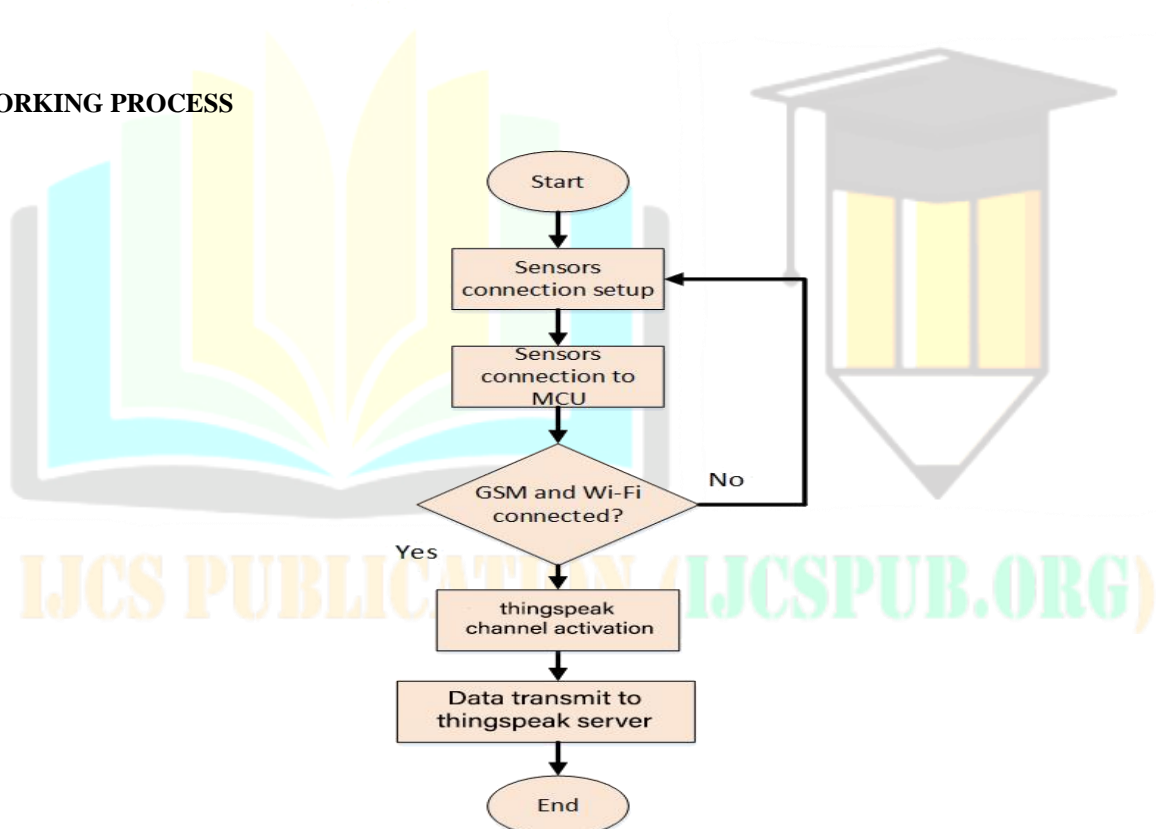 ORKING PROCESS
Start
Sensors
connection setup
Sensors
connection to
MCU
GSM and Wi-Fi
connected?
No
Yes
thingspeak
channel activation
Data transmit to
thingspeak server
End
IJCS PUBLICATION (IJCSPUB.ORG)